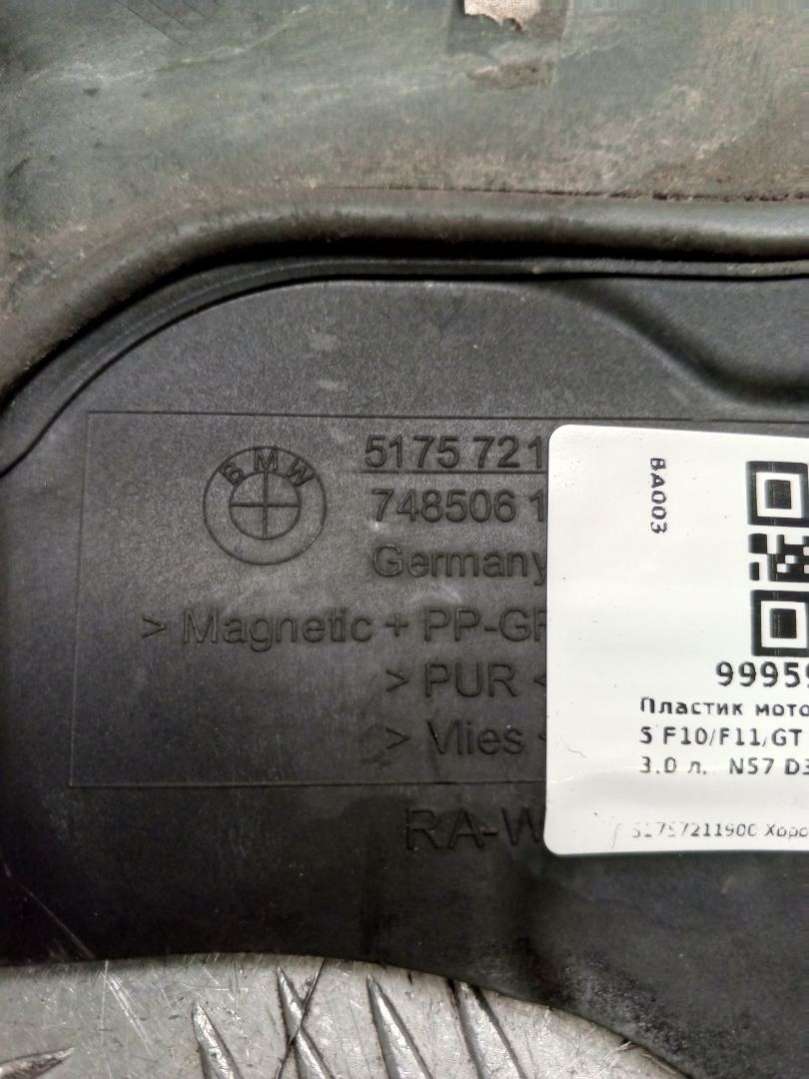 BMW
5175 721
748506 1
Germany
> Magnetic + PP-GF
> PUR <
> Vlies <
RA-W
BA003
9995
Пластик мото
5 F10/F11/GT
3.0 л. N57 D3
51757211900 Хоро